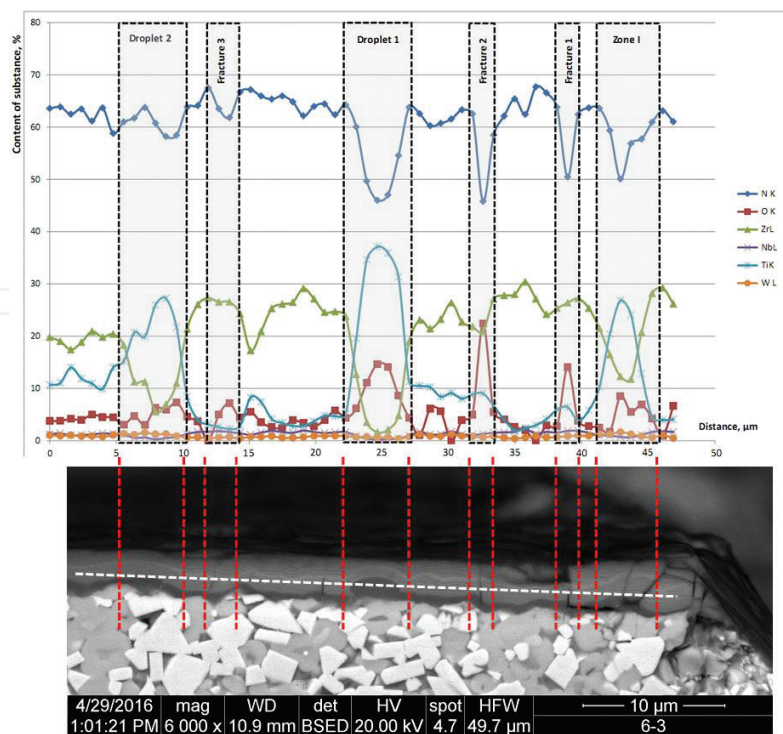 Content of substance, %
80
70
60
50
40
30
20
10
0
Droplet 2
Fracture 3
Droplet 1
Fracture 2
Fracture 1
Zone I
N K
O K
ZrL
NbL
TiK
W L
Distance, µm
0 5 10 15 20 25 30 35 40 45 50
4/29/2016 mag WD det HV spot HFW 10 µm
1:01:21 PM 6 000 x 10.9 mm BSED 20.00 kV 4.7 49.7 µm 6-3